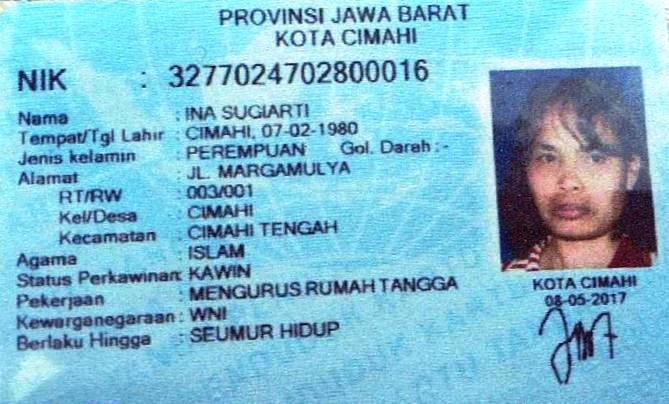 PROVINSI JAWA BARAT
KOTA CIMAHI
NIK : 3277024702800016
Nama : INA SUGIARTI
Tempat/Tgl Lahir : CIMAHI, 07-02-1980
Jenis kelamin : PEREMPUAN Gol. Darah : -
Alamat : JL. MARGAMULYA
RT/RW : 003/001
Kel/Desa : CIMAHI
Kecamatan : CIMAHI TENGAH
Agama : ISLAM
Status Perkawinan: KAWIN
Pekerjaan : MENGURUS RUMAH TANGGA
Kewarganegaraan : WNI
Berlaku Hingga : SEUMUR HIDUP
KOTA CIMAHI
08-05-2017